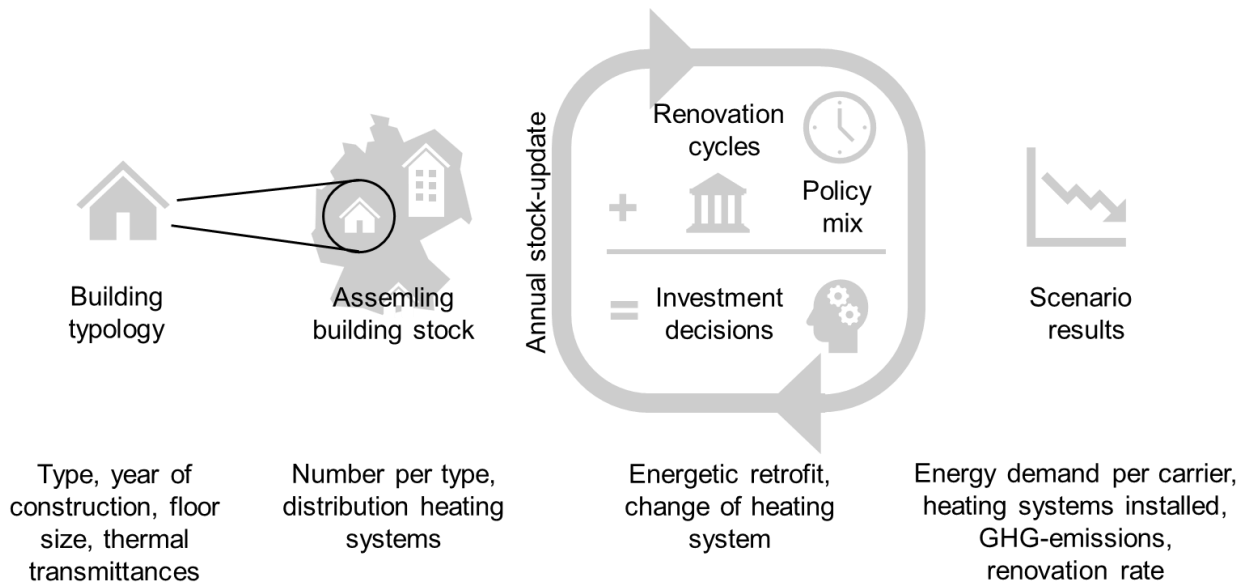 Building
typology
Assemling
building stock
Annual stock-update
Renovation
cycles
+
Policy
mix
=
Investment
decisions
Scenario
results
Type, year of
construction, floor
size, thermal
transmittances
Number per type,
distribution heating
systems
Energetic retrofit,
change of heating
system
Energy demand per carrier,
heating systems installed,
GHG-emissions,
renovation rate